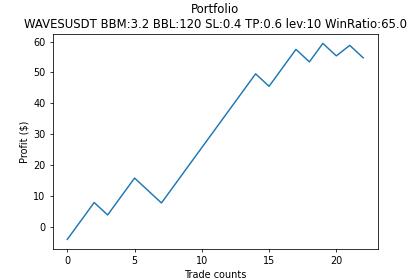 Portfolio
WAVESUSDT BBM:3.2 BBL:120 SL:0.4 TP:0.6 lev:10 WinRatio:65.0
60
50
40
30
20
10
0
Profit ($)
0 5 10 15 20
Trade counts